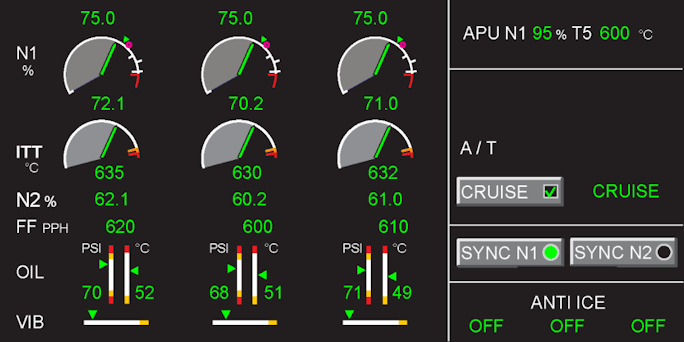 75.0 75.0 75.0
N1
%
72.1 70.2 71.0
ITT
°C
635 630 632
N2 % 62.1 60.2 61.0
FF PPH 620 600 610
PSI °C PSI °C PSI °C
OIL
70 52 68 51 71 49
VIB
APU N1 95 % T5 600 °C
A / T
CRUISE CRUISE
SYNC N1 SYNC N2
ANTI ICE
OFF OFF OFF